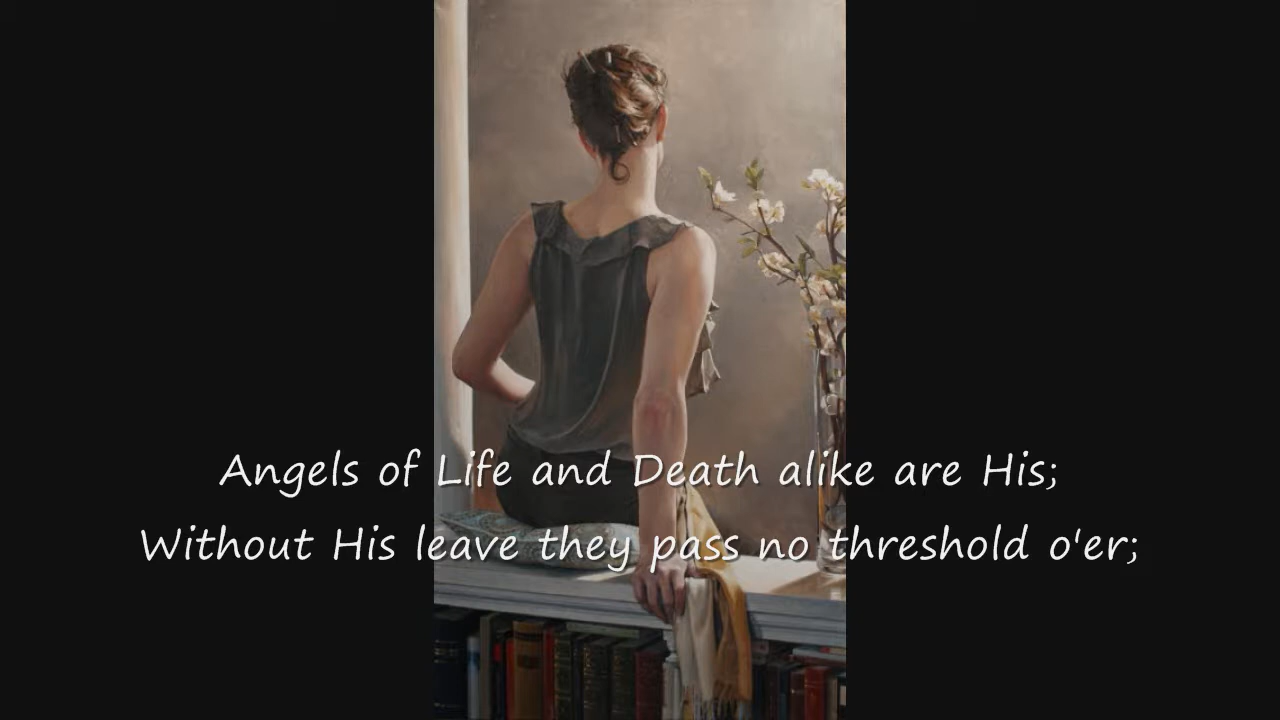 Angels of Life and Death alike are His;
Without His leave they pass no threshold o'er;